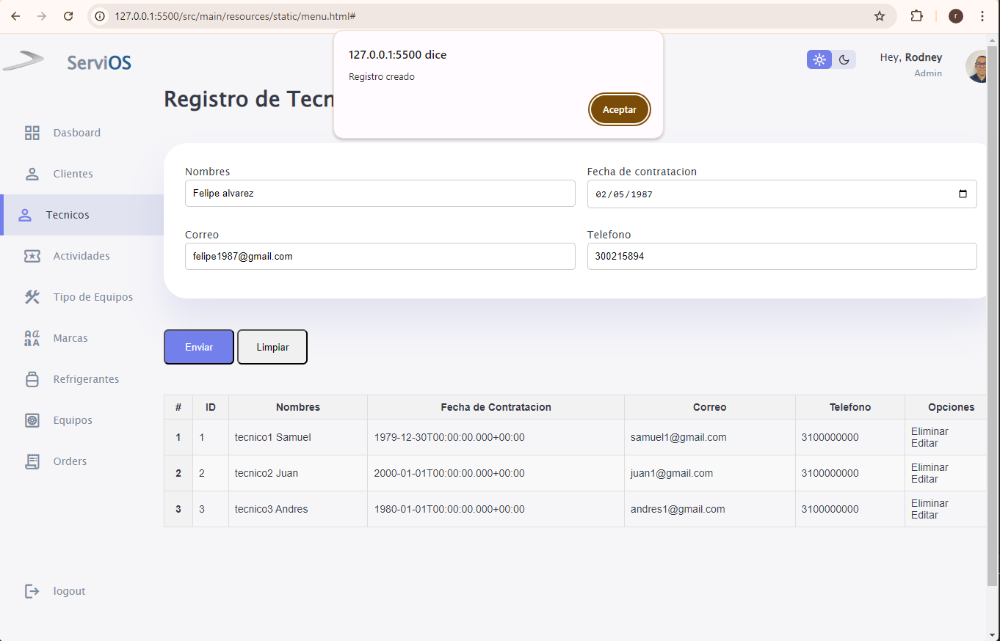 127.0.0.1:5500/src/main/resources/static/menu.html#
r
127.0.0.1:5500 dice
Registro creado
Aceptar
ServiOS
Hey, Rodney
Admin
Registro de Tecn
Dasboard
Clientes
Tecnicos
Actividades
Tipo de Equipos
Marcas
Refrigerantes
Equipos
Orders
logout
Nombres
Felipe alvarez
Fecha de contratacion
02/05/1987
Correo
felipe1987@gmail.com
Telefono
300215894
Enviar Limpiar
# ID Nombres Fecha de Contratacion Correo Telefono Opciones
1 1 tecnico1 Samuel 1979-12-30T00:00:00.000+00:00 samuel1@gmail.com 3100000000 Eliminar
Editar
2 2 tecnico2 Juan 2000-01-01T00:00:00.000+00:00 juan1@gmail.com 3100000000 Eliminar
Editar
3 3 tecnico3 Andres 1980-01-01T00:00:00.000+00:00 andres1@gmail.com 3100000000 Eliminar
Editar